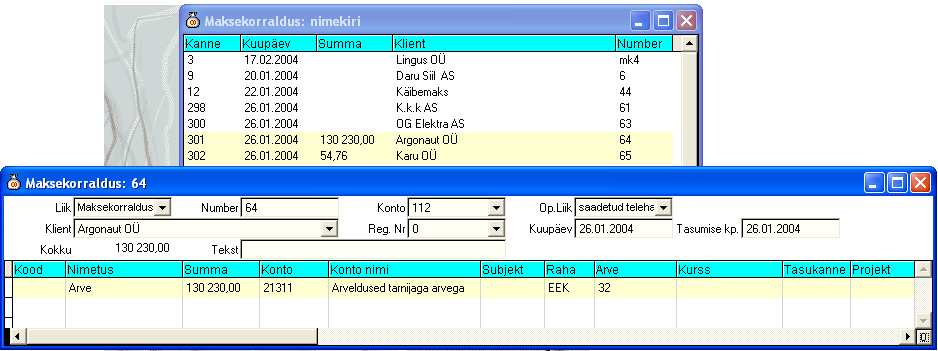 Maksekorraldus: nimekiri
Kanne Kuupäev Summa Klient Number
3 17.02.2004 Lingus OÜ mk4
9 20.01.2004 Daru Siil AS 6
12 22.01.2004 Käibemaks 44
298 26.01.2004 K.k.k AS 61
300 26.01.2004 OG Elektra AS 63
301 26.01.2004 130 230,00 Argonaut OÜ 64
302 26.01.2004 54,76 Karu OÜ 65
Maksekorraldus: 64
Liik Maksekorraldus Number 64 Konto 112 Op.Liik saadetud teleha
Klient Argonaut OÜ Reg. Nr 0 Kuupäev 26.01.2004 Tasumise kp. 26.01.2004
Kokku 130 230,00 Tekst
Kood Nimetus Summa Konto Konto nimi Subjekt Raha Arve Kurss Tasukanne Projekt
Arve 130 230,00 21311 Arveldused tarnijaga arvega EEK 32